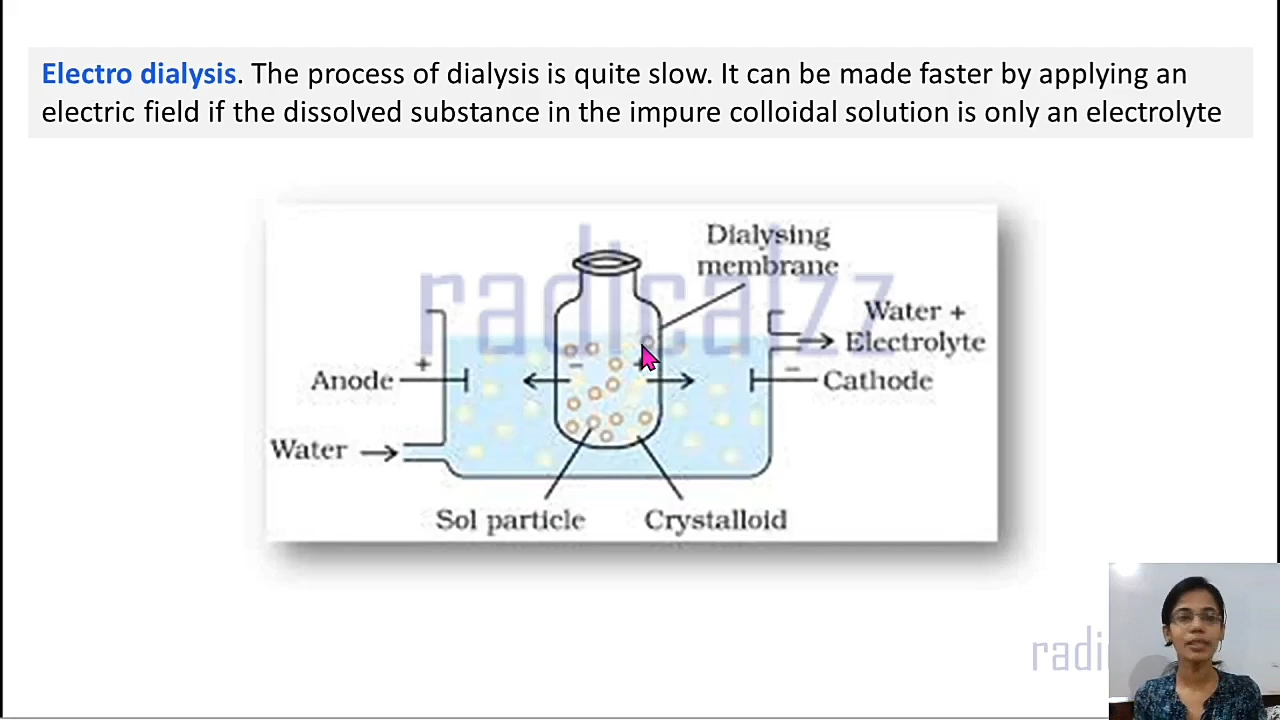 Electro dialysis. The process of dialysis is quite slow. It can be made faster by applying an
electric field if the dissolved substance in the impure colloidal solution is only an electrolyte
radicalzz
Dialysing
membrane
Water +
Electrolyte
+
−
Anode
−
+
Cathode
Water
Sol particle
Crystalloid